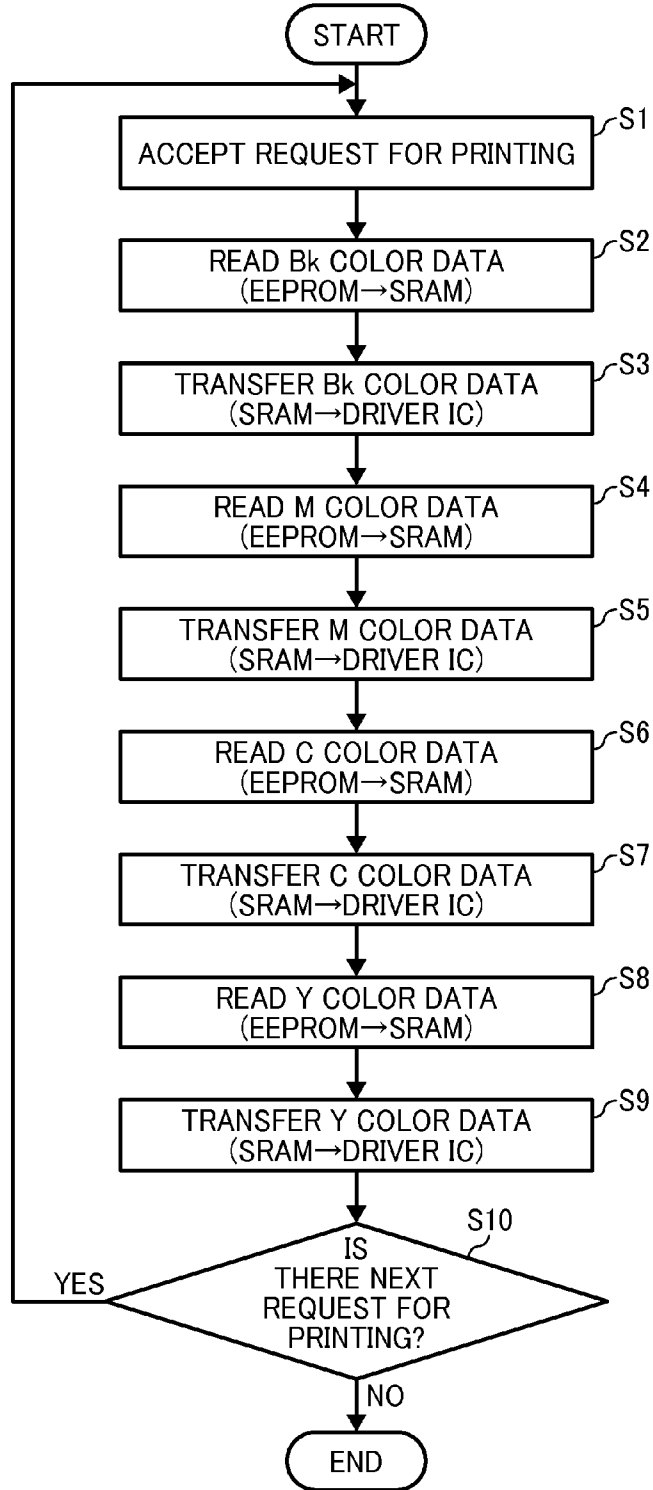 START
S1
ACCEPT REQUEST FOR PRINTING
S2
READ Bk COLOR DATA
(EEPROM→SRAM)
S3
TRANSFER Bk COLOR DATA
(SRAM→DRIVER IC)
S4
READ M COLOR DATA
(EEPROM→SRAM)
S5
TRANSFER M COLOR DATA
(SRAM→DRIVER IC)
S6
READ C COLOR DATA
(EEPROM→SRAM)
S7
TRANSFER C COLOR DATA
(SRAM→DRIVER IC)
S8
READ Y COLOR DATA
(EEPROM→SRAM)
S9
TRANSFER Y COLOR DATA
(SRAM→DRIVER IC)
S10
IS
THERE NEXT
REQUEST FOR
PRINTING?
YES
NO
END